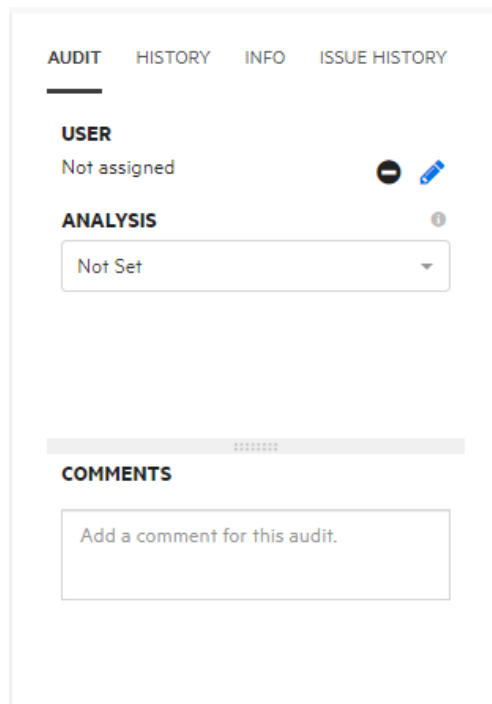 AUDIT HISTORY INFO ISSUE HISTORY
USER
Not assigned
ANALYSIS
Not Set
COMMENTS
Add a comment for this audit.